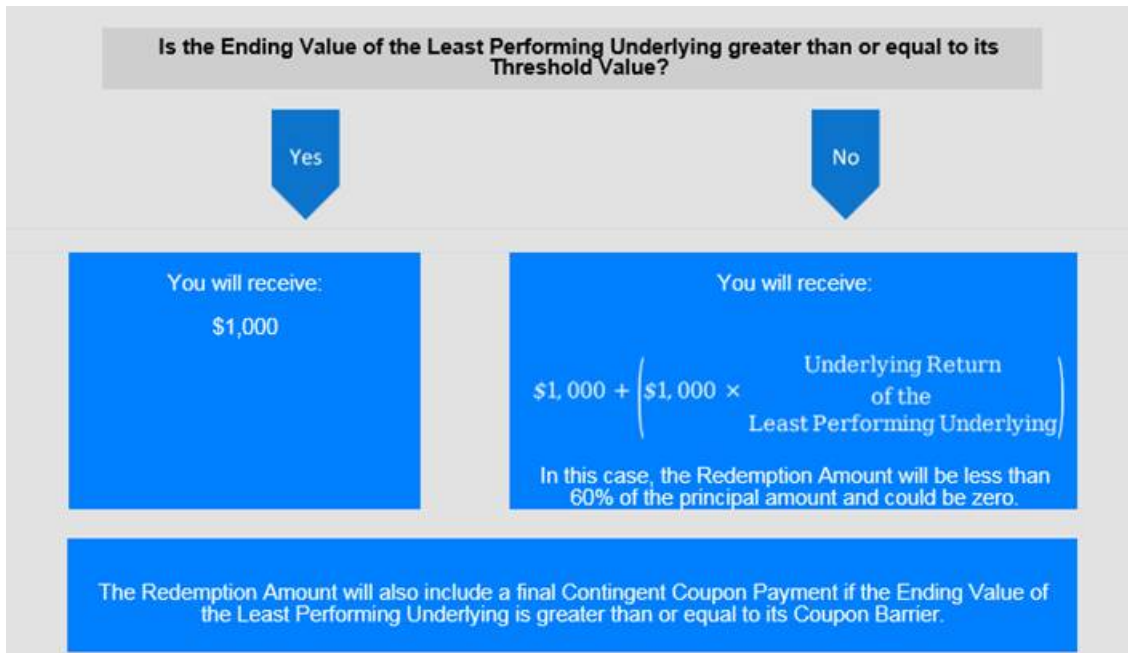 Is the Ending Value of the Least Performing Underlying greater than or equal to its
Threshold Value?
Yes
No
You will receive:
$1,000
You will receive:
$1, 000 + ($1, 000 × Underlying Return
of the
Least Performing Underlying)
In this case, the Redemption Amount will be less than
60% of the principal amount and could be zero.
The Redemption Amount will also include a final Contingent Coupon Payment if the Ending Value of
the Least Performing Underlying is greater than or equal to its Coupon Barrier.